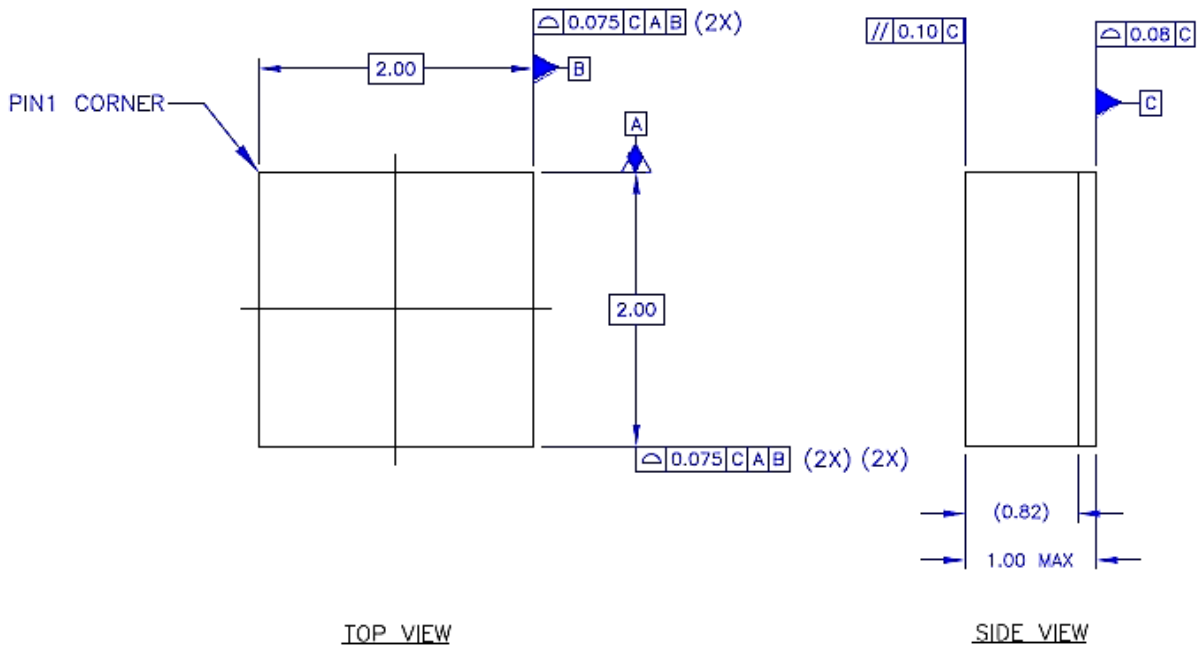 ⌓ 0.075 C A B (2X)
// 0.10 C
⌓ 0.08 C
2.00
B
PIN1 CORNER
C
A
2.00
⌓ 0.075 C A B (2X) (2X)
(0.82)
1.00 MAX
TOP VIEW
SIDE VIEW